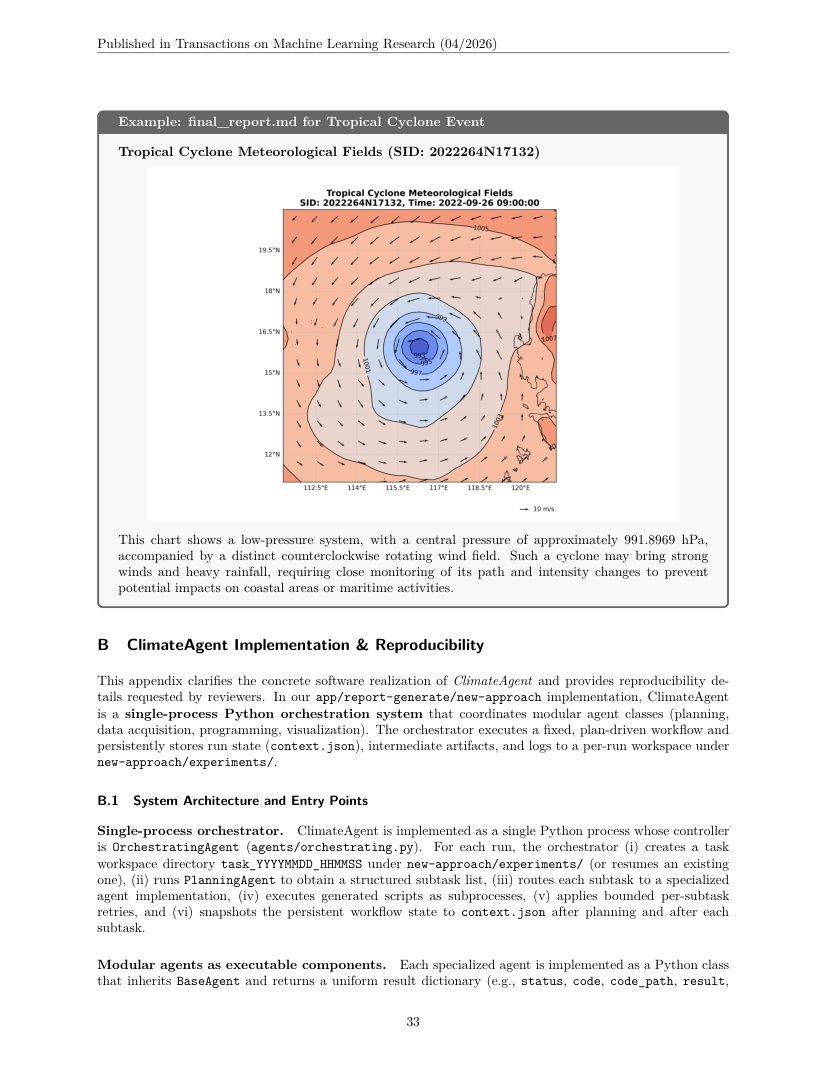 Published in Transactions on Machine Learning Research (04/2026)
Example: final_report.md for Tropical Cyclone Event
Tropical Cyclone Meteorological Fields (SID: 2022264N17132)
Tropical Cyclone Meteorological Fields
SID: 2022264N17132, Time: 2022-09-26 09:00:00
1005
19.5°N
18°N
999
16.5°N
1007
993
995
1001
997
15°N
13.5°N
1003
12°N
112.5°E 114°E 115.5°E 117°E 118.5°E 120°E
10 m/s
This chart shows a low-pressure system, with a central pressure of approximately 991.8969 hPa,
accompanied by a distinct counterclockwise rotating wind field. Such a cyclone may bring strong
winds and heavy rainfall, requiring close monitoring of its path and intensity changes to prevent
potential impacts on coastal areas or maritime activities.
B ClimateAgent Implementation & Reproducibility
This appendix clarifies the concrete software realization of ClimateAgent and provides reproducibility de-
tails requested by reviewers. In our app/report-generate/new-approach implementation, ClimateAgent
is a single-process Python orchestration system that coordinates modular agent classes (planning,
data acquisition, programming, visualization). The orchestrator executes a fixed, plan-driven workflow and
persistently stores run state (context.json), intermediate artifacts, and logs to a per-run workspace under
new-approach/experiments/.
B.1 System Architecture and Entry Points
Single-process orchestrator. ClimateAgent is implemented as a single Python process whose controller
is OrchestratingAgent (agents/orchestrating.py). For each run, the orchestrator (i) creates a task
workspace directory task_YYYYMMDD_HHMMSS under new-approach/experiments/ (or resumes an existing
one), (ii) runs PlanningAgent to obtain a structured subtask list, (iii) routes each subtask to a specialized
agent implementation, (iv) executes generated scripts as subprocesses, (v) applies bounded per-subtask
retries, and (vi) snapshots the persistent workflow state to context.json after planning and after each
subtask.
Modular agents as executable components. Each specialized agent is implemented as a Python class
that inherits BaseAgent and returns a uniform result dictionary (e.g., status, code, code_path, result,
33